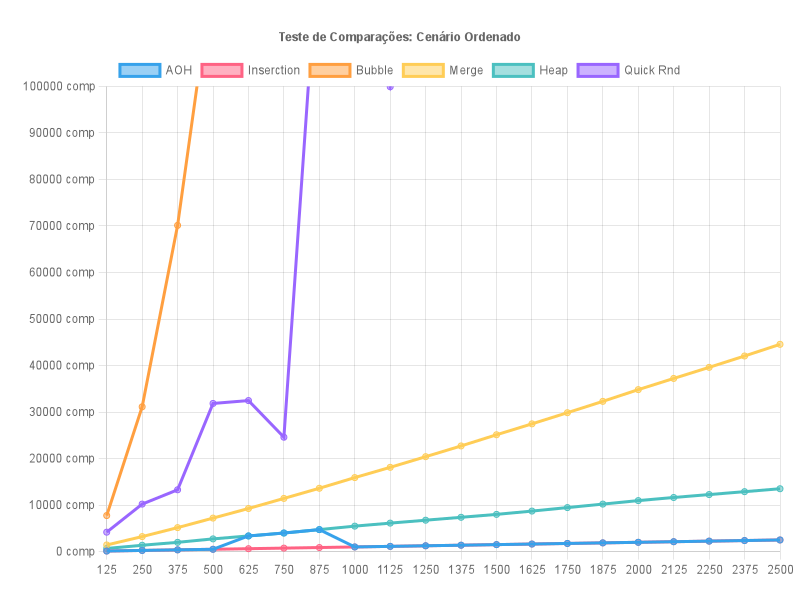 Teste de Comparações: Cenário Ordenado
AOH Inserction Bubble Merge Heap Quick Rnd
100000 comp
90000 comp
80000 comp
70000 comp
60000 comp
50000 comp
40000 comp
30000 comp
20000 comp
10000 comp
0 comp
125 250 375 500 625 750 875 1000 1125 1250 1375 1500 1625 1750 1875 2000 2125 2250 2375 2500